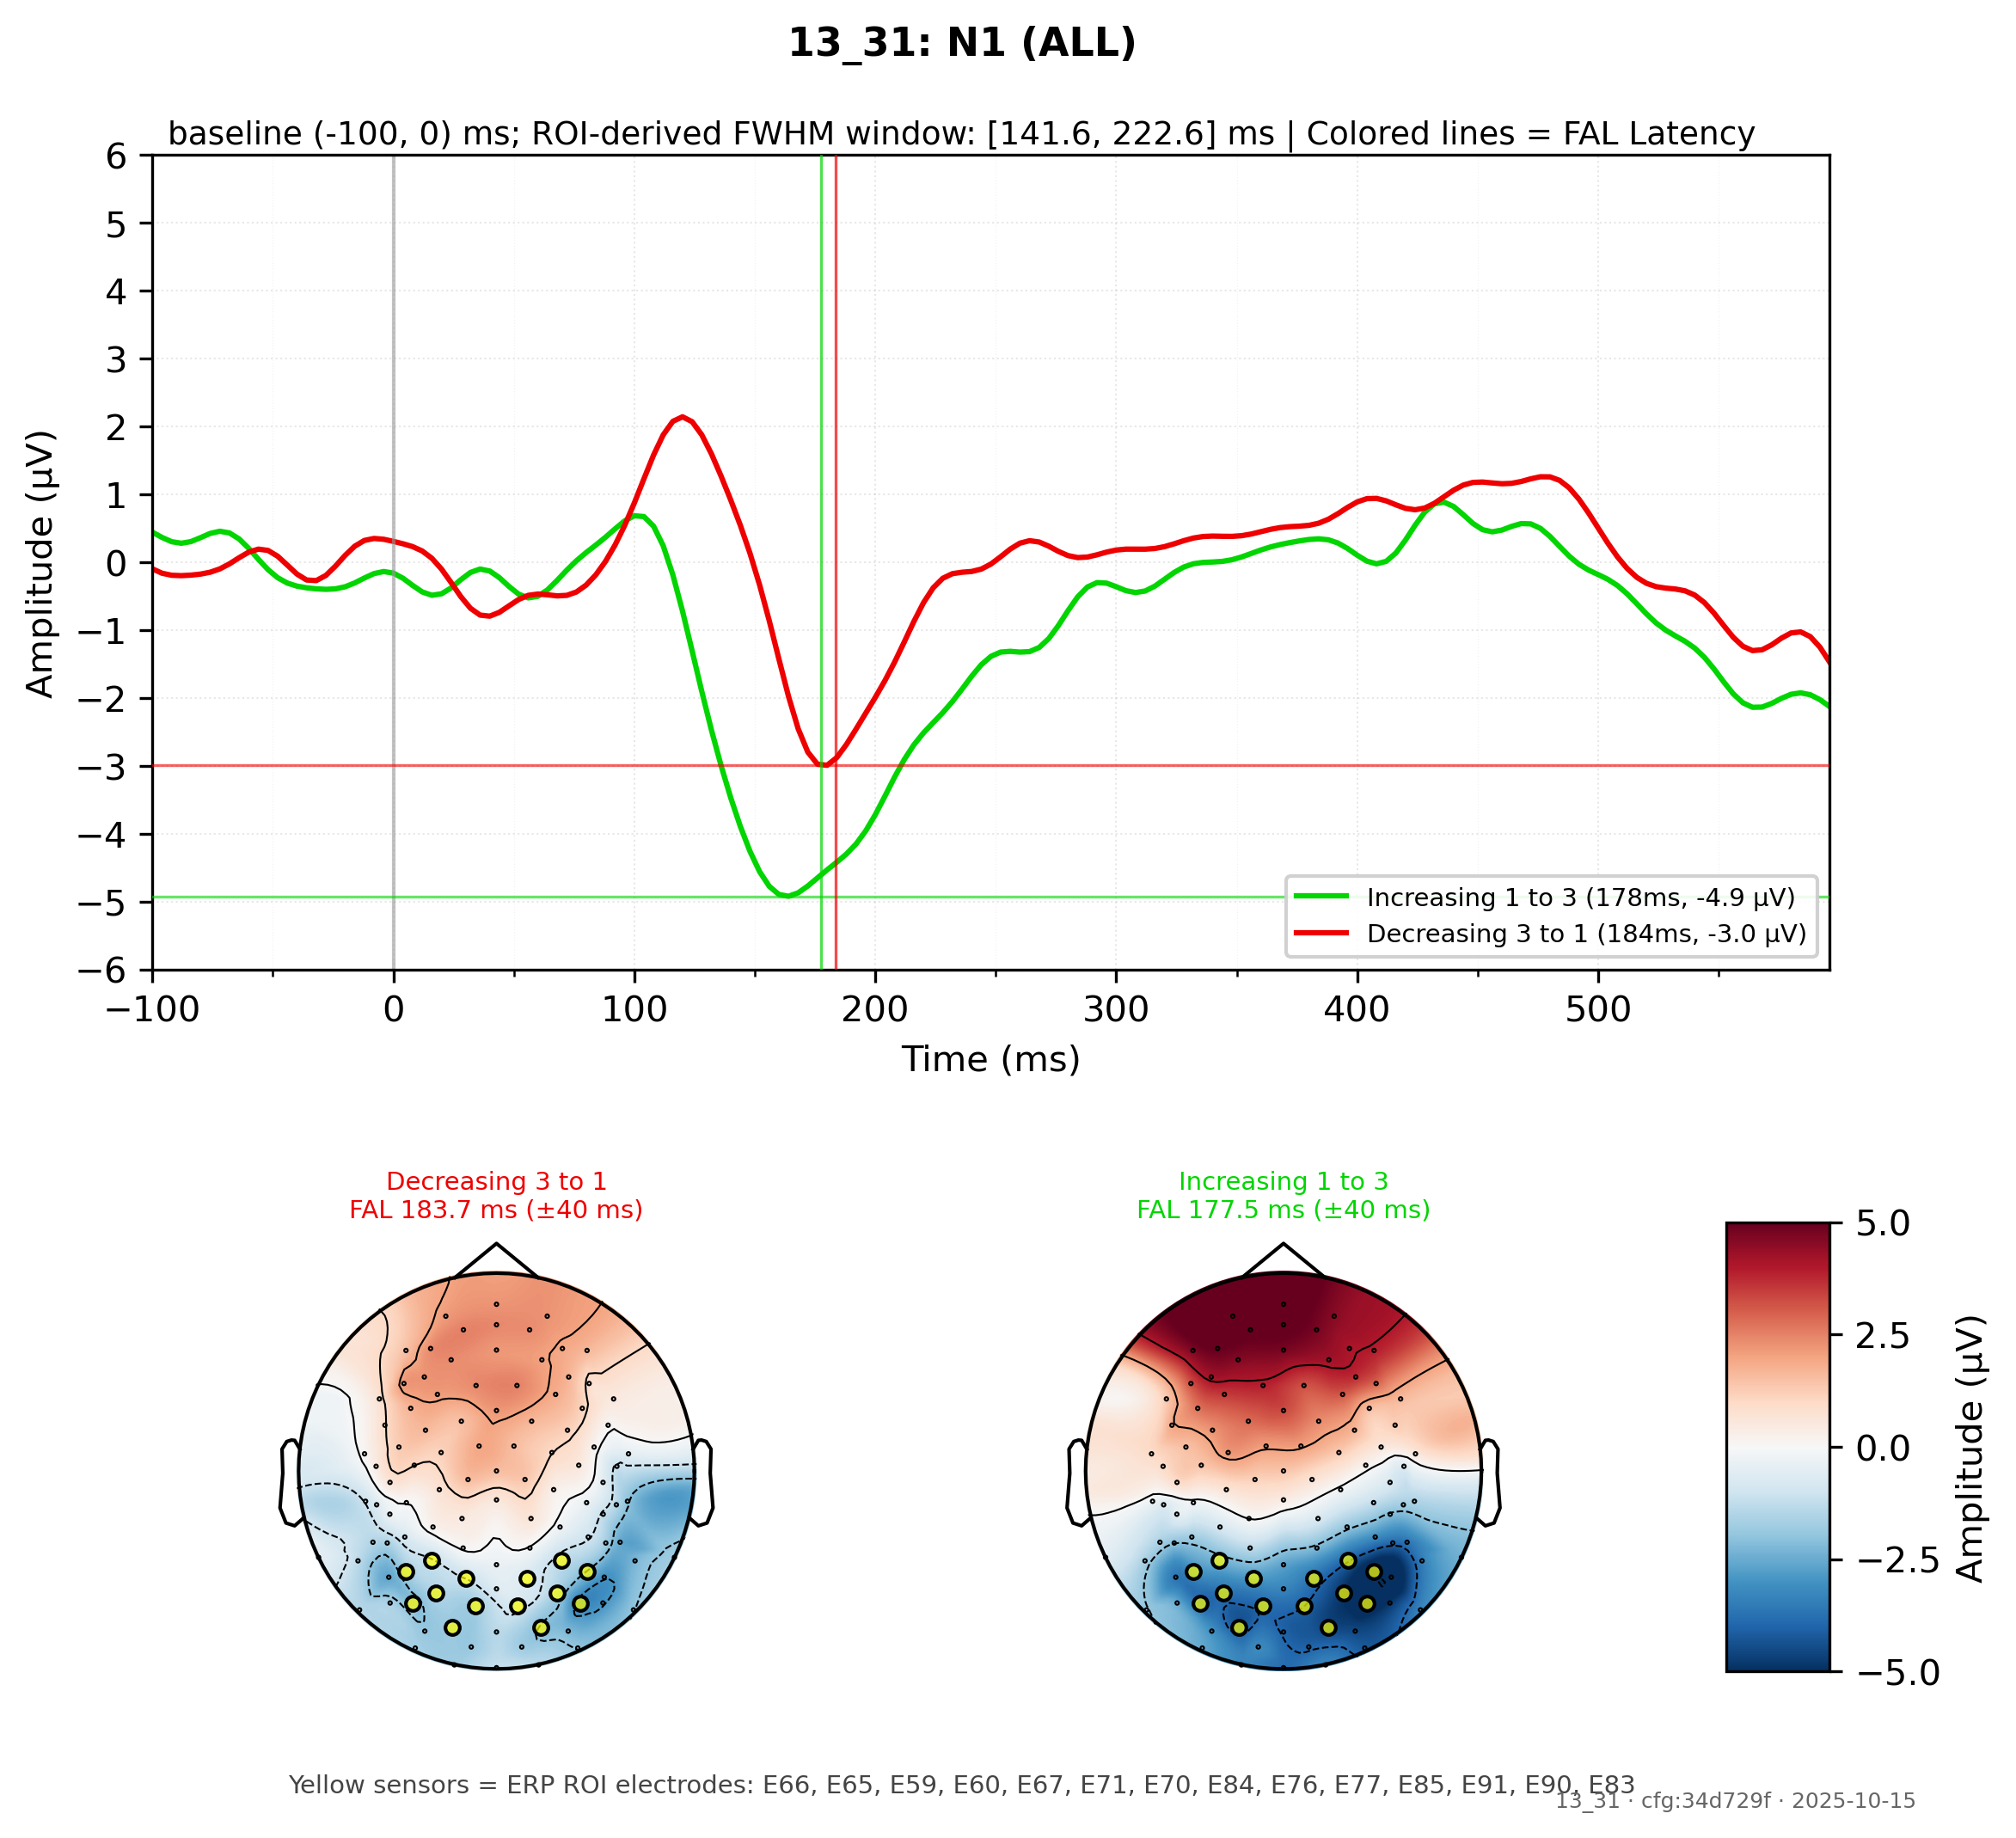 13_31: N1 (ALL)
baseline (-100, 0) ms; ROI-derived FWHM window: [141.6, 222.6] ms | Colored lines = FAL Latency
6
5
4
3
2
1
0
−1
−2
−3
−4
−5
−6
Amplitude (μV)
Increasing 1 to 3 (178ms, -4.9 μV)
Decreasing 3 to 1 (184ms, -3.0 μV)
−100 0 100 200 300 400 500
Time (ms)
Decreasing 3 to 1
FAL 183.7 ms (±40 ms)
Increasing 1 to 3
FAL 177.5 ms (±40 ms)
5.0
2.5
0.0
−2.5
−5.0
Amplitude (μV)
Yellow sensors = ERP ROI electrodes: E66, E65, E59, E60, E67, E71, E70, E84, E76, E77, E85, E91, E90, E83
13_31 · cfg:34d729f · 2025-10-15